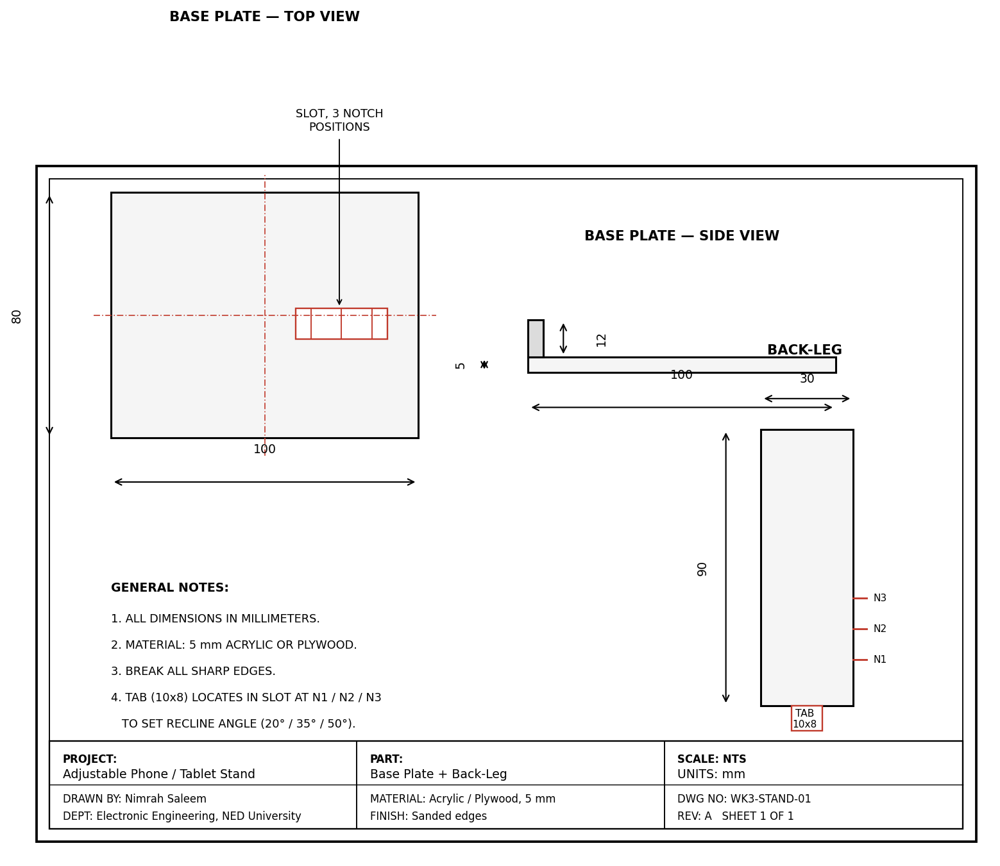 BASE PLATE — TOP VIEW
SLOT, 3 NOTCH
POSITIONS
80
100
BASE PLATE — SIDE VIEW
12
5
100
BACK-LEG
30
90
N3
N2
N1
TAB
10x8
GENERAL NOTES:
1. ALL DIMENSIONS IN MILLIMETERS.
2. MATERIAL: 5 mm ACRYLIC OR PLYWOOD.
3. BREAK ALL SHARP EDGES.
4. TAB (10x8) LOCATES IN SLOT AT N1 / N2 / N3
TO SET RECLINE ANGLE (20° / 35° / 50°).
PROJECT:
Adjustable Phone / Tablet Stand
DRAWN BY: Nimrah Saleem
DEPT: Electronic Engineering, NED University
PART:
Base Plate + Back-Leg
MATERIAL: Acrylic / Plywood, 5 mm
FINISH: Sanded edges
SCALE: NTS
UNITS: mm
DWG NO: WK3-STAND-01
REV: A   SHEET 1 OF 1